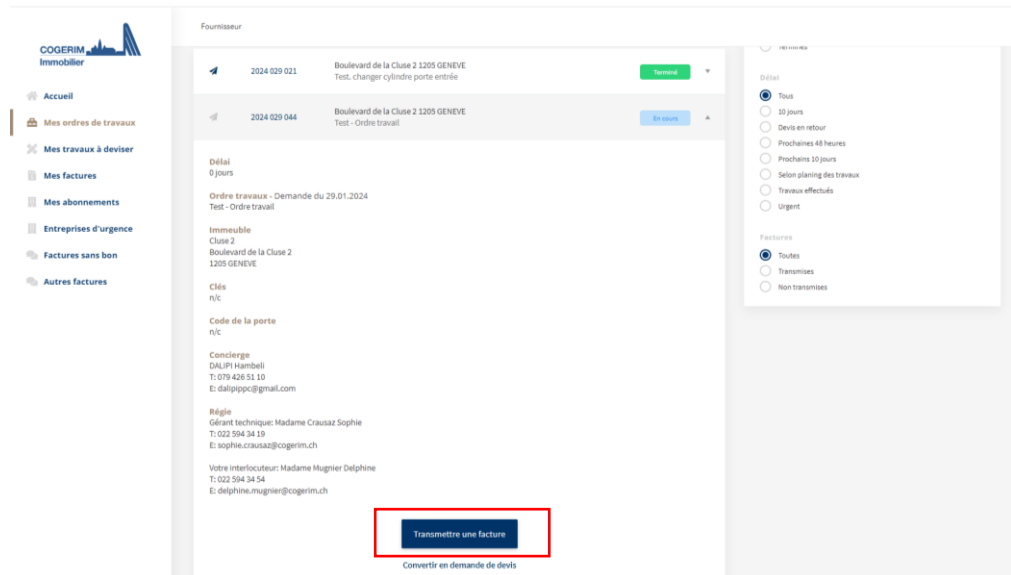 COGERIM
Immobilier
Accueil
Mes ordres de travaux
Mes travaux à deviser
Mes factures
Mes abonnements
Entreprises d'urgence
Factures sans bon
Autres factures
Fournisseur
2024 029 021
Boulevard de la Cluse 2 1205 GENEVE
Test. changer cylindre porte entrée
Terminé
2024 029 044
Boulevard de la Cluse 2 1205 GENEVE
Test - Ordre travail
En cours
Délai
0 jours
Ordre travaux - Demande du 29.01.2024
Test - Ordre travail
Immeuble
Cluse 2
Boulevard de la Cluse 2
1205 GENEVE
Clés
n/c
Code de la porte
n/c
Concierge
DALIPI Hambeli
T: 079 426 51 10
E: dalipippc@gmail.com
Régie
Gérant technique: Madame Crausaz Sophie
T: 022 594 34 19
E: sophie.crausaz@cogerim.ch
Votre interlocuteur: Madame Mugnier Delphine
T: 022 594 34 54
E: delphine.mugnier@cogerim.ch
Transmettre une facture
Convertir en demande de devis
Terminés
Délai
Tous
10 jours
Devis en retour
Prochaines 48 heures
Prochains 10 jours
Selon planing des travaux
Travaux effectués
Urgent
Factures
Toutes
Transmises
Non transmises